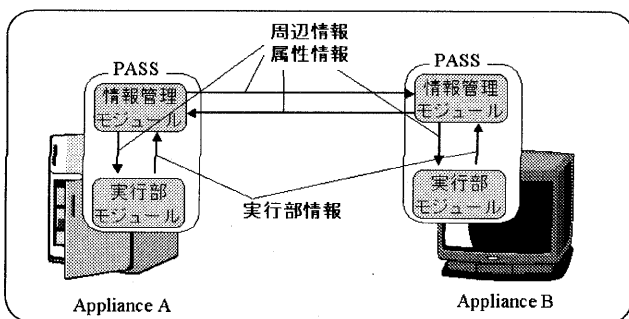 周辺情報
属性情報
PASS
情報管理
モジュール
実行部
モジュール
PASS
情報管理
モジュール
実行部
モジュール
実行部情報
Appliance A
Appliance B